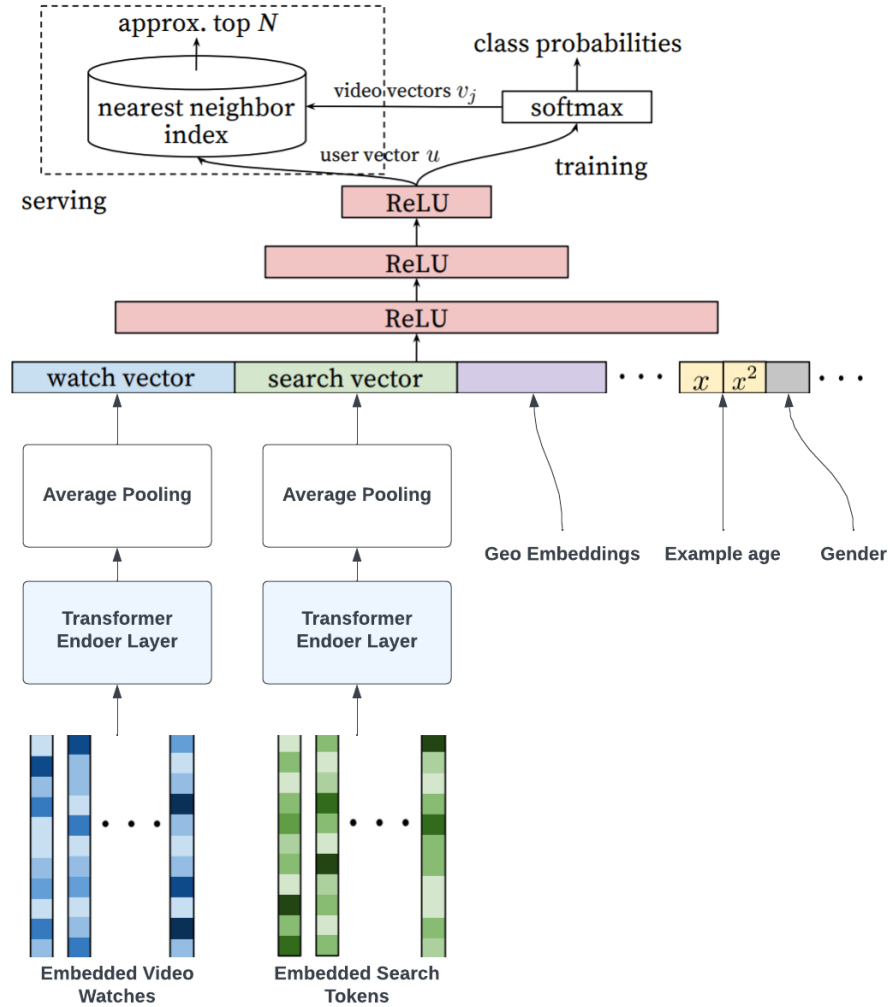 approx. top N
class probabilities
nearest neighbor
index
video vectors v_j
softmax
user vector u
training
serving
ReLU
ReLU
ReLU
watch vector
search vector
. . .
x
x²
. . .
Average Pooling
Average Pooling
Geo Embeddings
Example age
Gender
Transformer
Endoer Layer
Transformer
Endoer Layer
. . .
. . .
Embedded Video
Watches
Embedded Search
Tokens